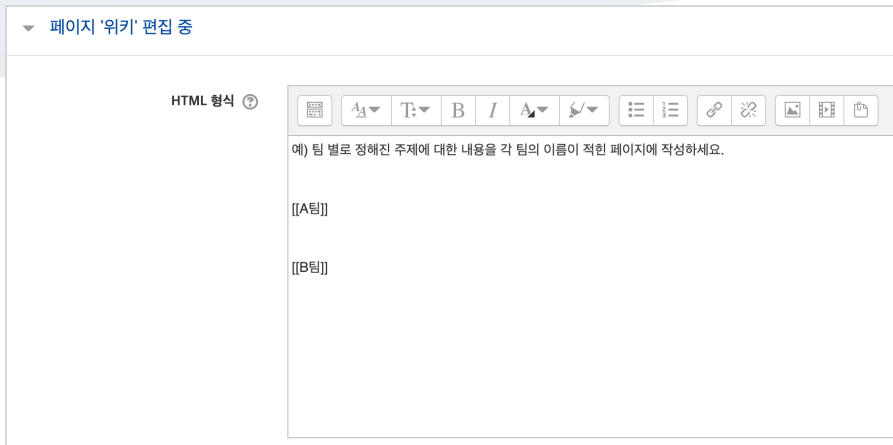 페이지 '위키' 편집 중
HTML 형식
예) 팀 별로 정해진 주제에 대한 내용을 각 팀의 이름이 적힌 페이지에 작성하세요.
[[A팀]]
[[B팀]]